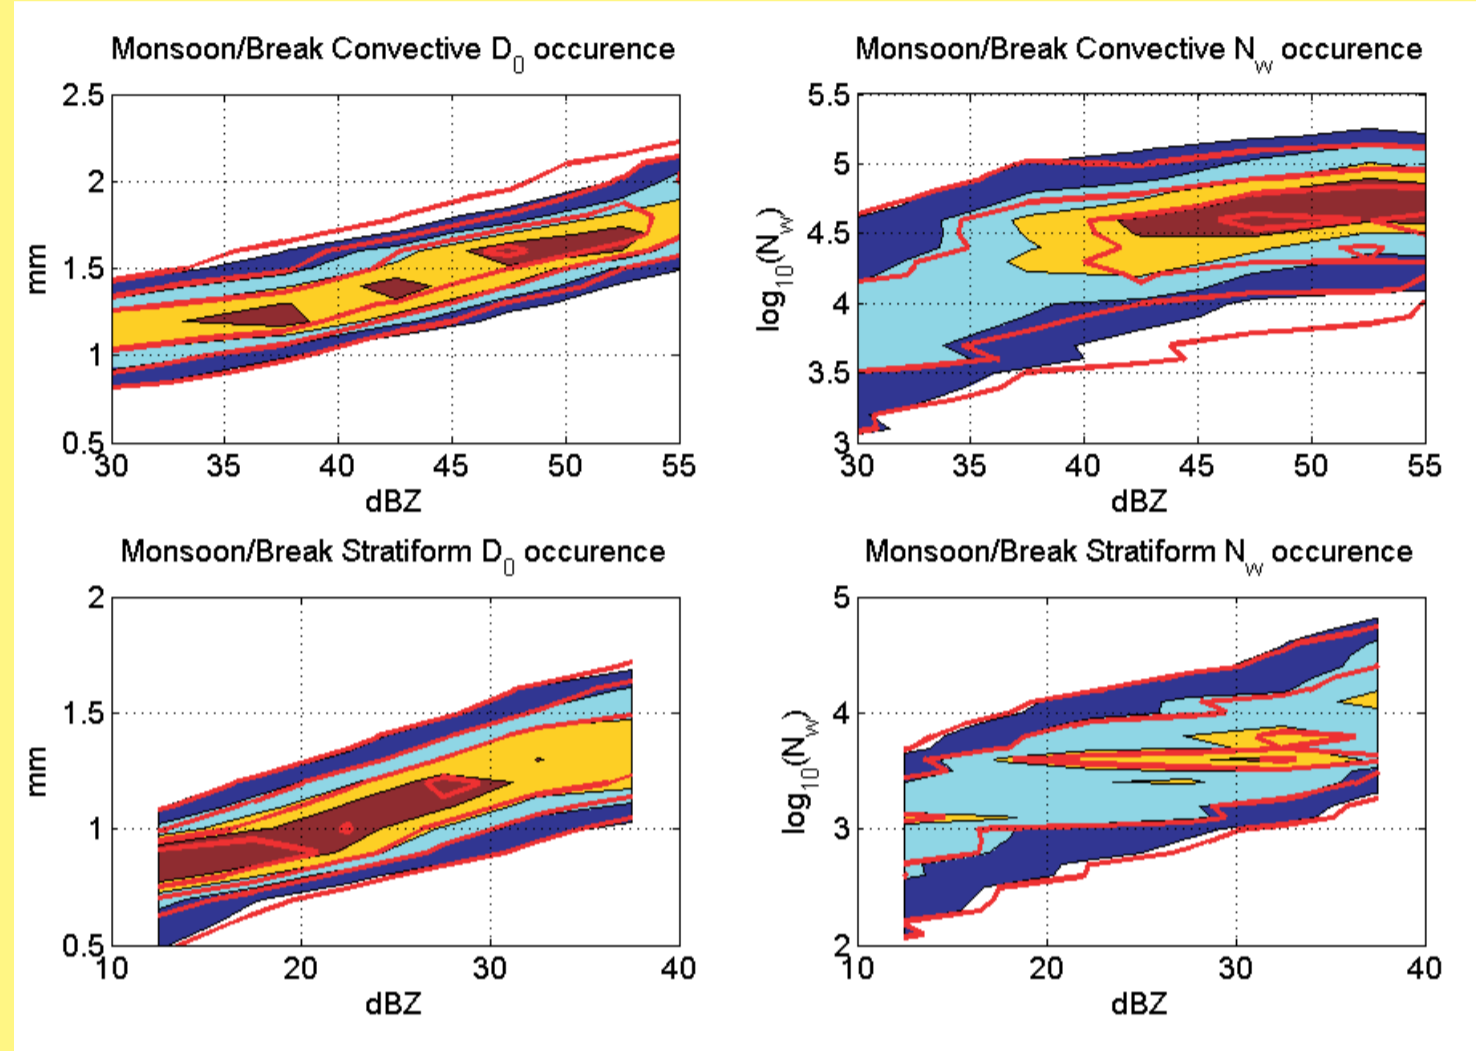 Monsoon/Break Convective D0 occurence
2.5
2
1.5
1
0.5
mm
30 35 40 45 50 55
dBZ
Monsoon/Break Convective Nw occurence
5.5
5
4.5
4
3.5
3
log10(Nw)
30 35 40 45 50 55
dBZ
Monsoon/Break Stratiform D0 occurence
2
1.5
1
0.5
mm
10 20 30 40
dBZ
Monsoon/Break Stratiform Nw occurence
5
4
3
2
log10(Nw)
10 20 30 40
dBZ